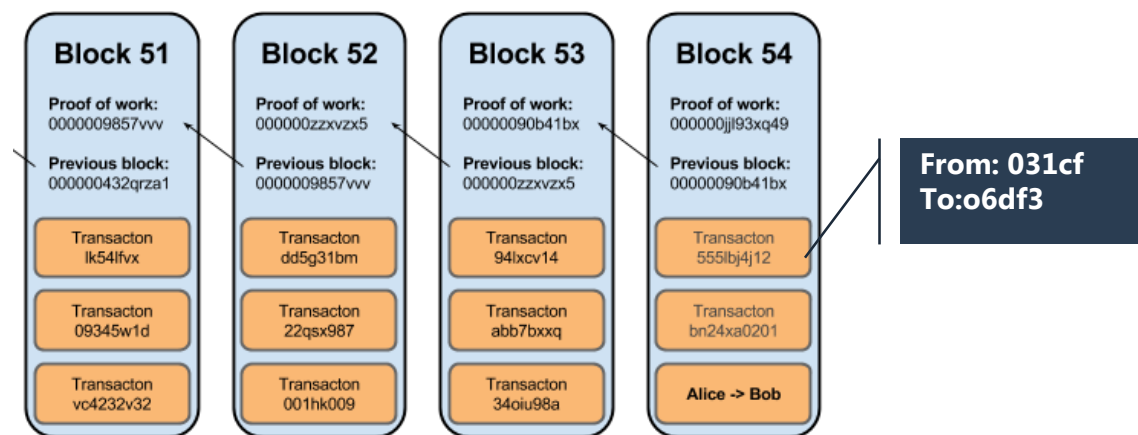 Block 51
Proof of work:
0000009857vvv
Previous block:
000000432qrza1
Transacton
lk54lfvx
Transacton
09345w1d
Transacton
vc4232v32
Block 52
Proof of work:
000000zzxvzx5
Previous block:
0000009857vvv
Transacton
dd5g31bm
Transacton
22qsx987
Transacton
001hk009
Block 53
Proof of work:
00000090b41bx
Previous block:
000000zzxvzx5
Transacton
94lxcv14
Transacton
abb7bxxq
Transacton
34oiu98a
Block 54
Proof of work:
000000jjl93xq49
Previous block:
00000090b41bx
Transacton
555lbj4j12
Transacton
bn24xa0201
Alice -> Bob
From: 031cf
To:o6df3